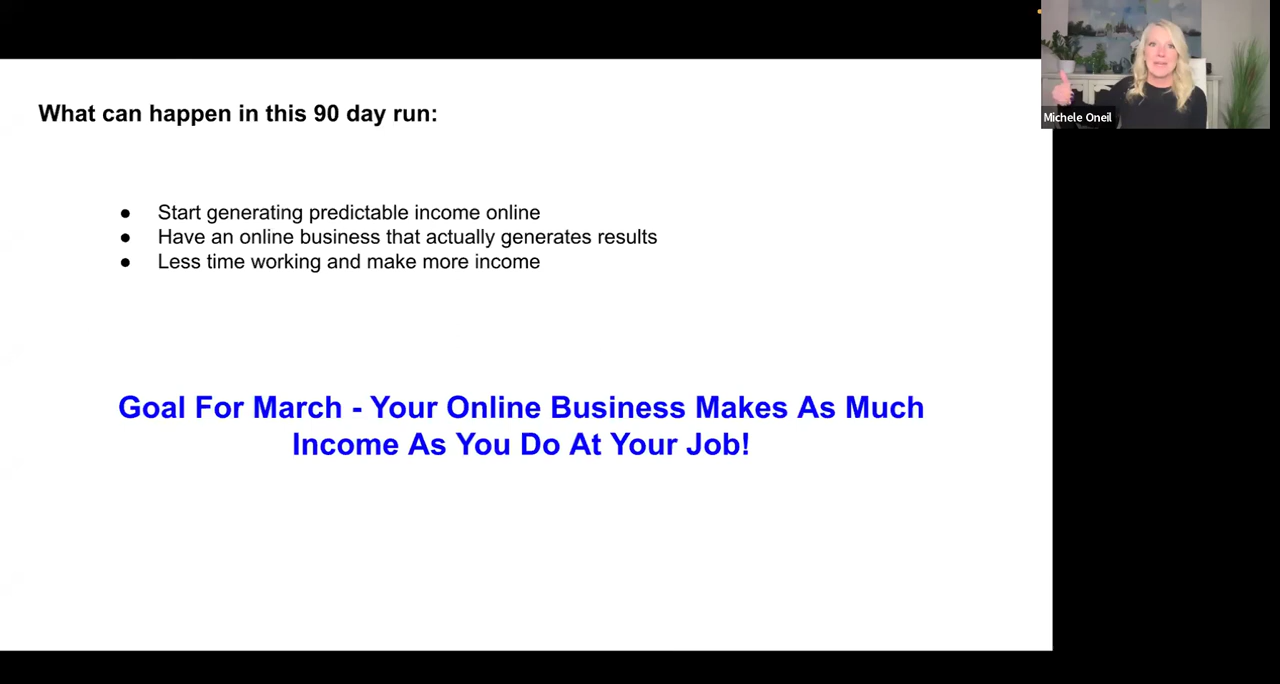 Michele Oneil
What can happen in this 90 day run:
● Start generating predictable income online
● Have an online business that actually generates results
● Less time working and make more income
Goal For March - Your Online Business Makes As Much
Income As You Do At Your Job!